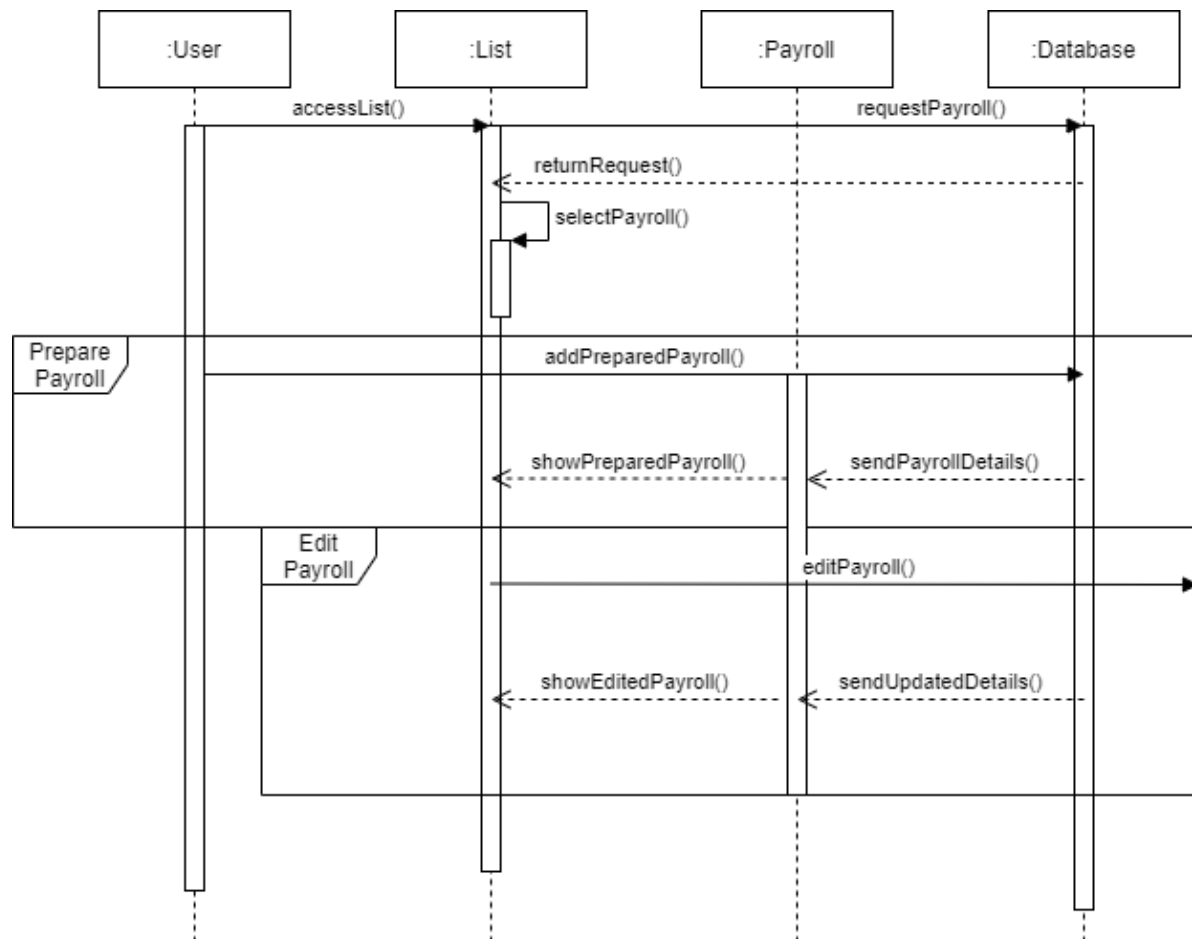 :User
:List
:Payroll
:Database
accessList()
requestPayroll()
returnRequest()
selectPayroll()
Prepare
Payroll
addPreparedPayroll()
showPreparedPayroll()
sendPayrollDetails()
Edit
Payroll
editPayroll()
showEditedPayroll()
sendUpdatedDetails()